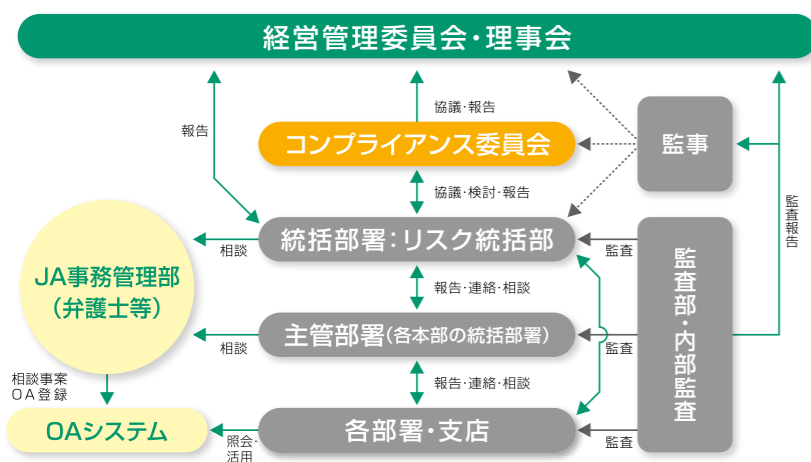 経営管理委員会・理事会
報告
協議・報告
コンプライアンス委員会
監事
協議・検討・報告
監査報告
統括部署：リスク統括部
相談
監査
JA事務管理部
（弁護士等）
報告・連絡・相談
監査部・内部監査
主管部署（各本部の統括部署）
相談
監査
相談事案
OA登録
報告・連絡・相談
OAシステム
照会・
活用
各部署・支店
監査